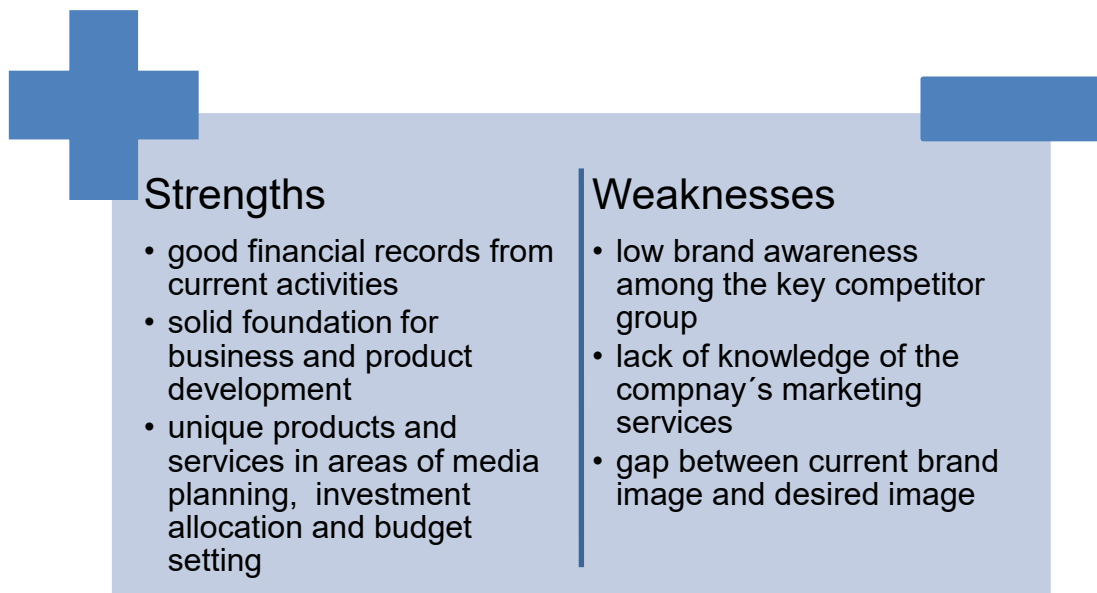 Strengths
• good financial records from
current activities
• solid foundation for
business and product
development
• unique products and
services in areas of media
planning,  investment
allocation and budget
setting
Weaknesses
• low brand awareness
among the key competitor
group
• lack of knowledge of the
compnay´s marketing
services
• gap between current brand
image and desired image